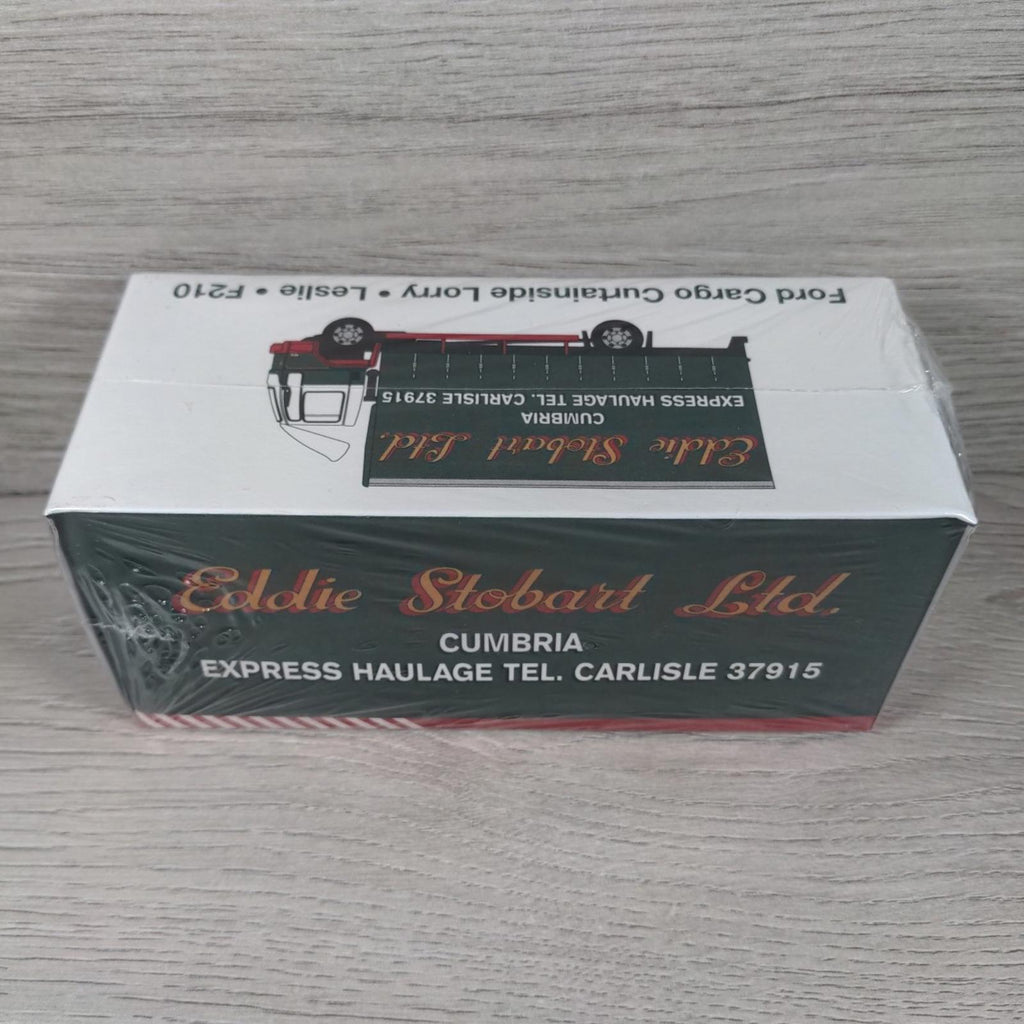 Ford Cargo Curtainside Lorry • Leslie • F210
EXPRESS HAULAGE TEL. CARLISLE 37915
CUMBRIA
Eddie Stobart Ltd.
Eddie Stobart Ltd.
CUMBRIA
EXPRESS HAULAGE TEL. CARLISLE 37915